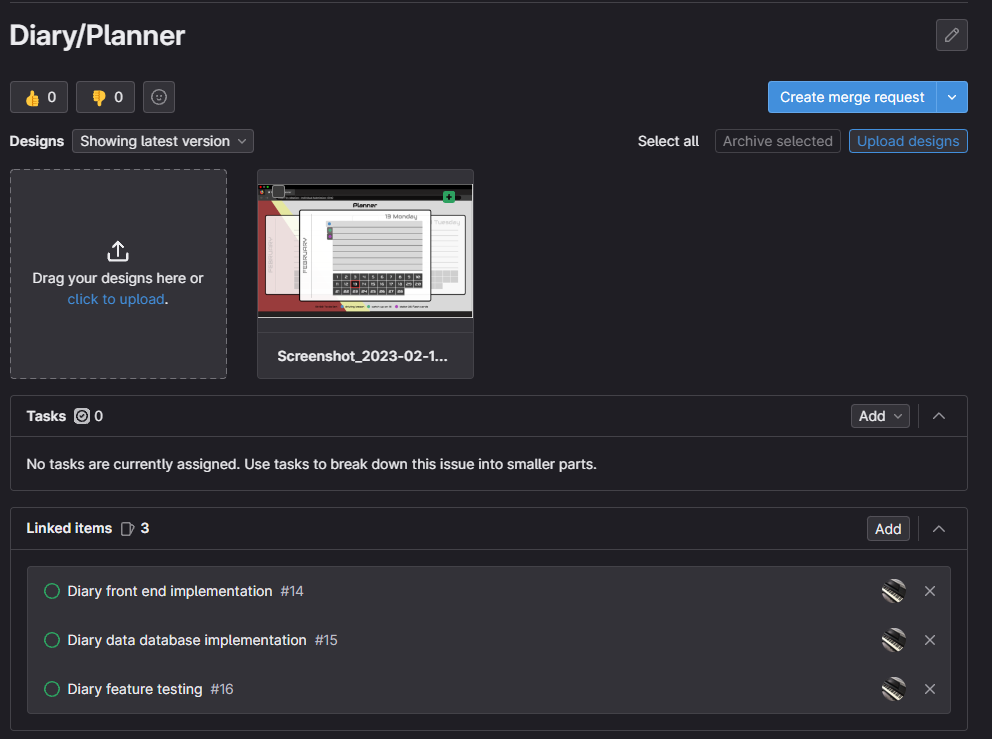 Diary/Planner
0 0
Create merge request
Designs Showing latest version
Select all Archive selected Upload designs
Drag your designs here or
click to upload.
Planner
19 Monday
Tuesday
FEBRUARY
FEBRUARY
Screenshot_2023-02-1...
Tasks 0
Add
No tasks are currently assigned. Use tasks to break down this issue into smaller parts.
Linked items 3
Add
Diary front end implementation #14
Diary data database implementation #15
Diary feature testing #16